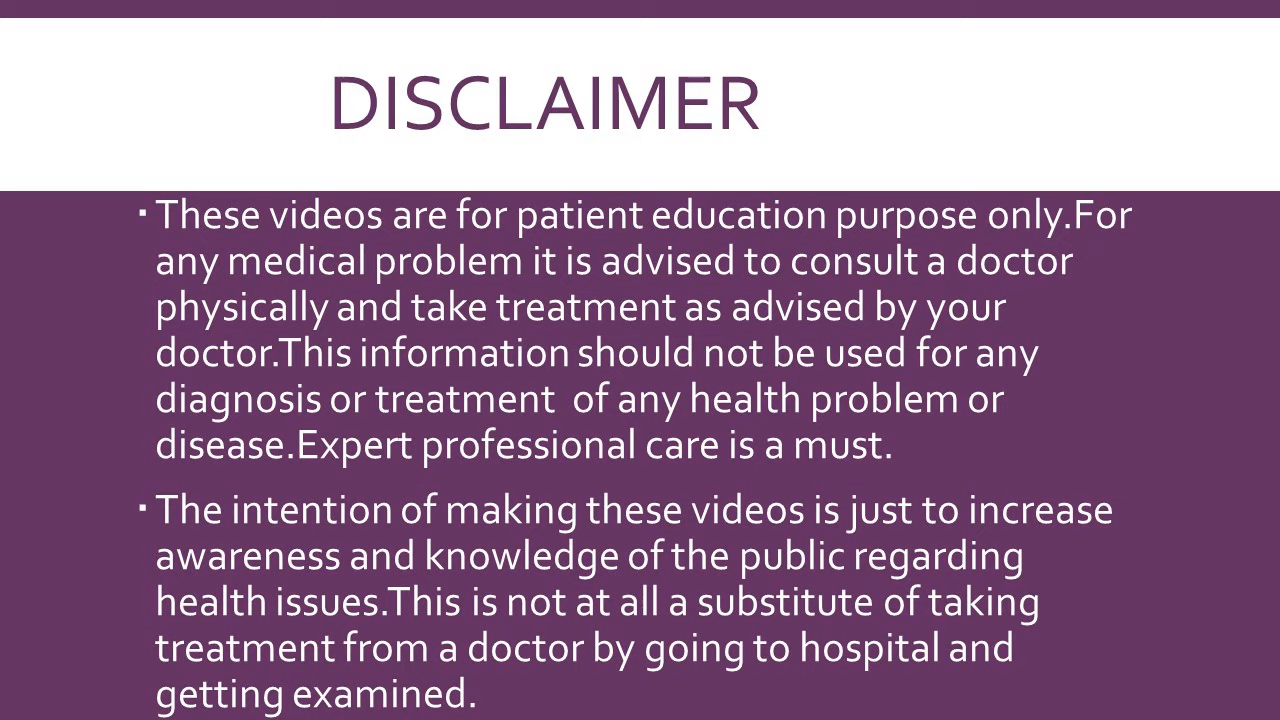 DISCLAIMER
▪ These videos are for patient education purpose only.For
any medical problem it is advised to consult a doctor
physically and take treatment as advised by your
doctor.This information should not be used for any
diagnosis or treatment  of any health problem or
disease.Expert professional care is a must.
▪ The intention of making these videos is just to increase
awareness and knowledge of the public regarding
health issues.This is not at all a substitute of taking
treatment from a doctor by going to hospital and
getting examined.